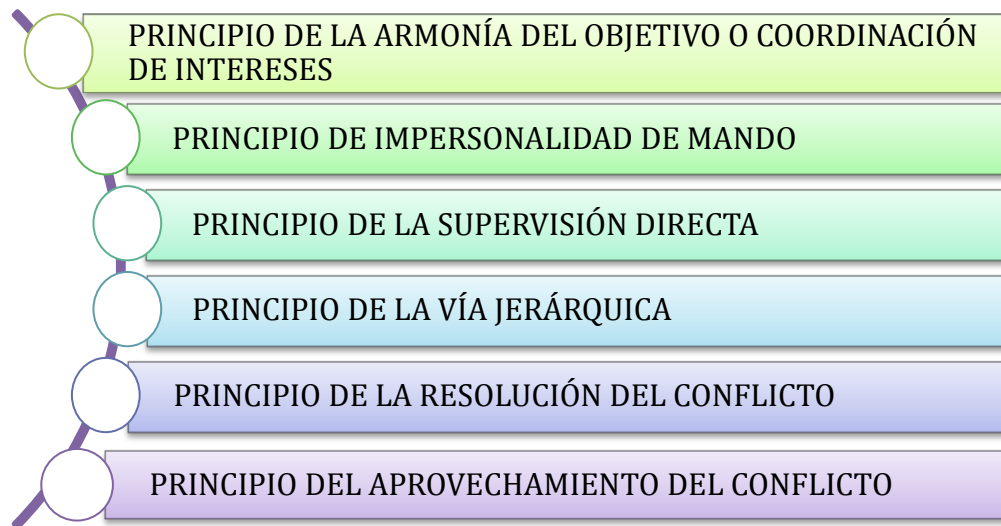 PRINCIPIO DE LA ARMONÍA DEL OBJETIVO O COORDINACIÓN
DE INTERESES
PRINCIPIO DE IMPERSONALIDAD DE MANDO
PRINCIPIO DE LA SUPERVISIÓN DIRECTA
PRINCIPIO DE LA VÍA JERÁRQUICA
PRINCIPIO DE LA RESOLUCIÓN DEL CONFLICTO
PRINCIPIO DEL APROVECHAMIENTO DEL CONFLICTO